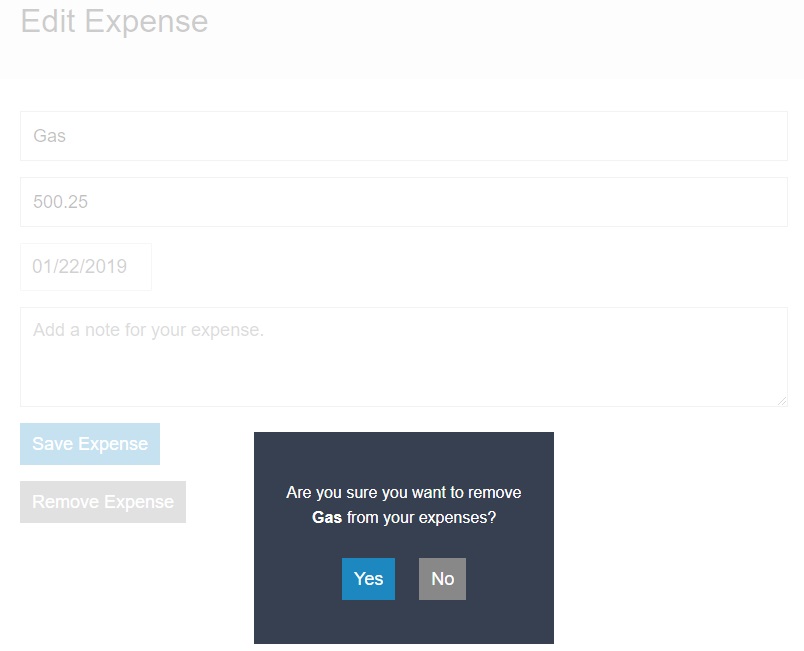 Edit Expense
Gas
500.25
01/22/2019
Add a note for your expense.
Save Expense
Remove Expense
Are you sure you want to remove
Gas from your expenses?
Yes No